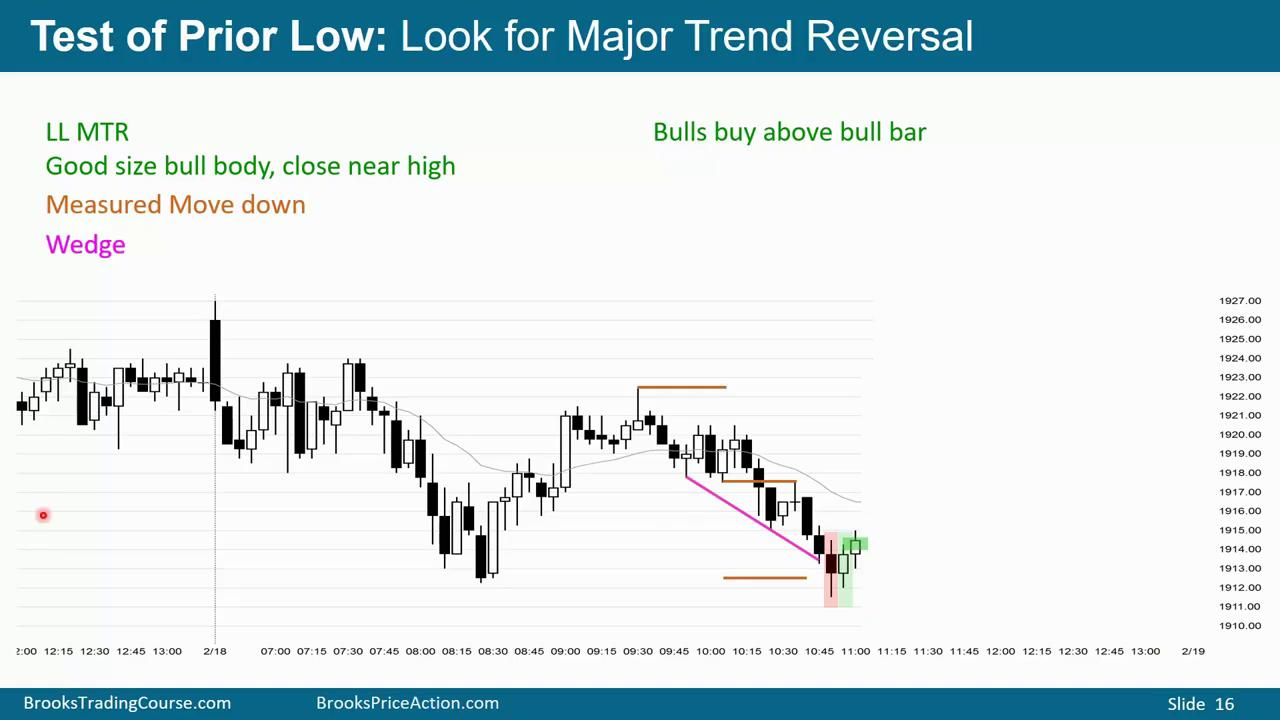 Test of Prior Low: Look for Major Trend Reversal
LL MTR
Good size bull body, close near high
Measured Move down
Wedge
Bulls buy above bull bar
1927.00
1926.00
1925.00
1924.00
1923.00
1922.00
1921.00
1920.00
1919.00
1918.00
1917.00
1916.00
1915.00
1914.00
1913.00
1912.00
1911.00
1910.00
2:00 12:15 12:30 12:45 13:00 2/18 07:00 07:15 07:30 07:45 08:00 08:15 08:30 08:45 09:00 09:15 09:30 09:45 10:00 10:15 10:30 10:45 11:00 11:15 11:30 11:45 12:00 12:15 12:30 12:45 13:00 2/19
BrooksTradingCourse.com BrooksPriceAction.com Slide 16